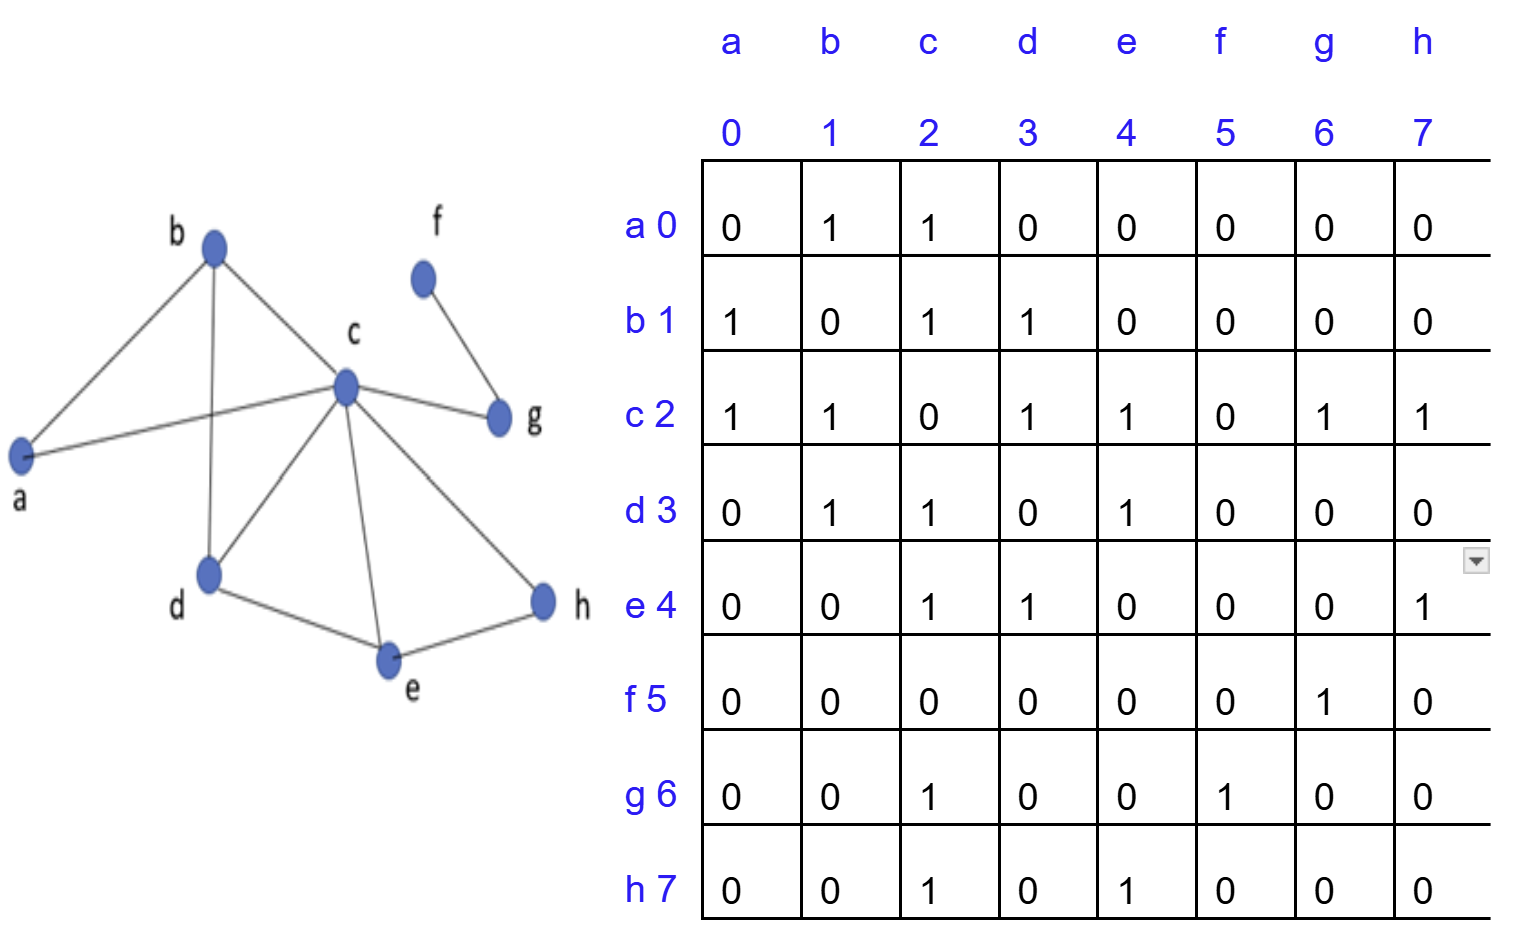 a b c d e f g h
0 1 2 3 4 5 6 7
a 0 0 1 1 0 0 0 0 0
b 1 1 0 1 1 0 0 0 0
c 2 1 1 0 1 1 0 1 1
d 3 0 1 1 0 1 0 0 0
e 4 0 0 1 1 0 0 0 1
f 5 0 0 0 0 0 0 1 0
g 6 0 0 1 0 0 1 0 0
h 7 0 0 1 0 1 0 0 0
b
f
c
g
a
d
h
e